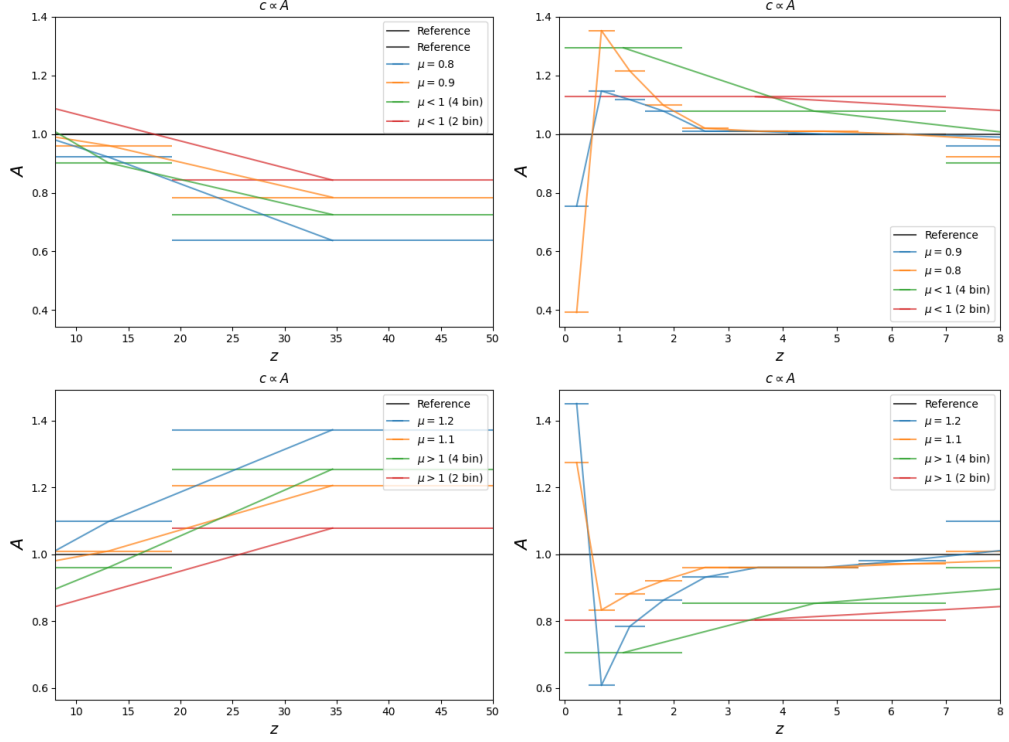 c ∝ A
1.4
1.2
1.0
0.8
0.6
0.4
A
Reference
Reference
μ = 0.8
μ = 0.9
μ < 1 (4 bin)
μ < 1 (2 bin)
10 15 20 25 30 35 40 45 50
z
c ∝ A
1.4
1.2
1.0
0.8
0.6
0.4
A
Reference
μ = 0.9
μ = 0.8
μ < 1 (4 bin)
μ < 1 (2 bin)
0 1 2 3 4 5 6 7 8
z
c ∝ A
1.4
1.2
1.0
0.8
0.6
A
Reference
μ = 1.2
μ = 1.1
μ > 1 (4 bin)
μ > 1 (2 bin)
10 15 20 25 30 35 40 45 50
z
c ∝ A
1.4
1.2
1.0
0.8
0.6
A
Reference
μ = 1.2
μ = 1.1
μ > 1 (4 bin)
μ > 1 (2 bin)
0 1 2 3 4 5 6 7 8
z